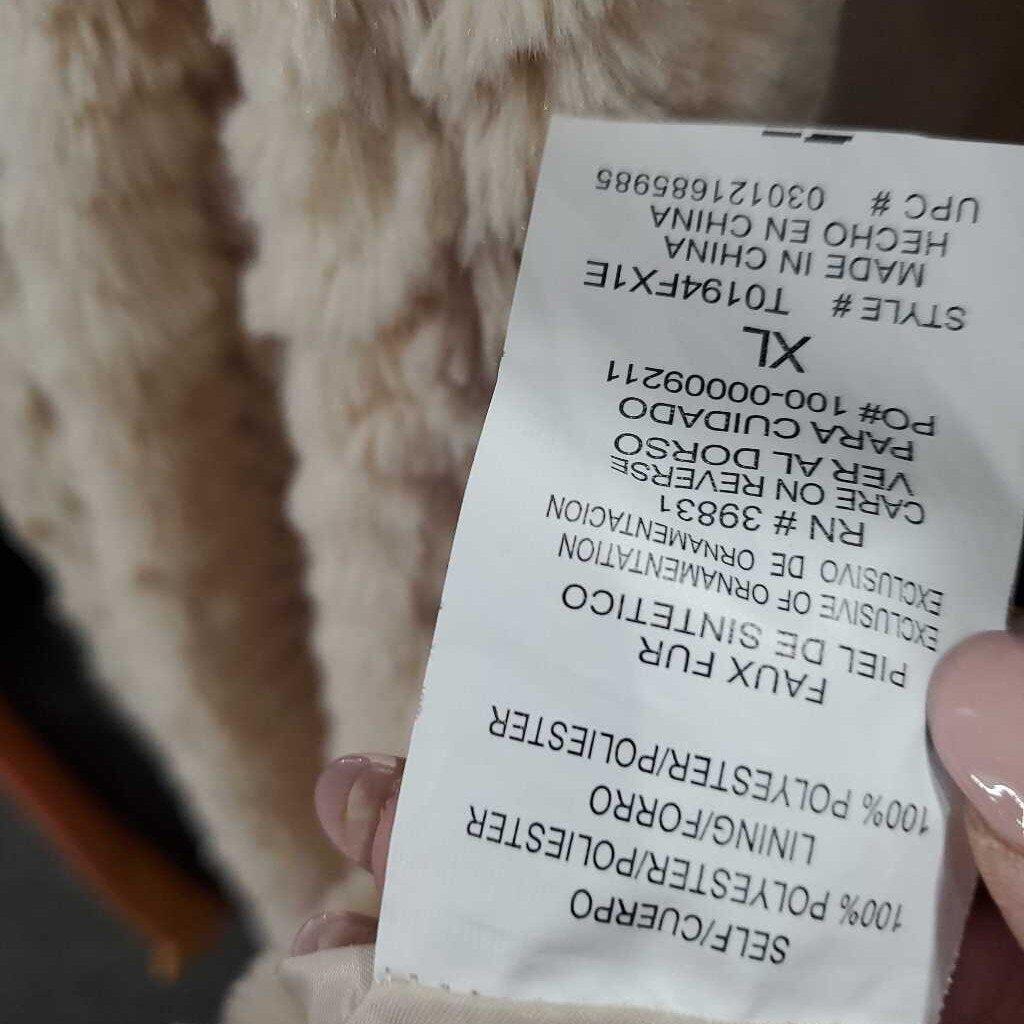 SELF/CUERPO
100% POLYESTER/POLIESTER
LINING/FORRO
100% POLYESTER/POLIESTER
FAUX FUR
PIEL DE SINTETICO
EXCLUSIVE OF ORNAMENTATION
EXCLUSIVO DE ORNAMENTACION
RN # 39831
CARE ON REVERSE
VER AL DORSO
PARA CUIDADO
PO# 100-00009211
XL
STYLE # T0194FX1E
MADE IN CHINA
HECHO EN CHINA
UPC # 030121685985